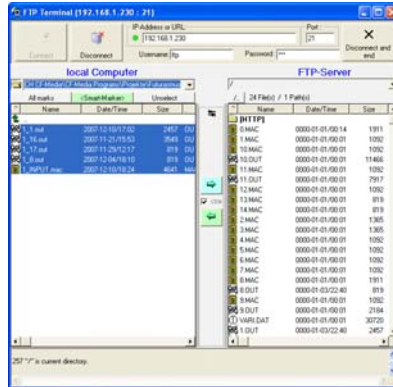 FTP Terminal (192.168.1.230 : 21)
IP-Address or URL: Port:
192.168.1.230 21
Connect Disconnect Username: ftp Password: Disconnect and end
local Computer FTP-Server
/
All marks <Smart-Marker> Unselect / 24 File(s) / 1 Path(s)
Name Date/Time Size Name Date/Time Size
[HTTP]
1_1.out 2007-12-10/17:02 2457 OU
1_16.out 2007-11-21/15:53 3549 OU
1_17.out 2007-11-29/12:17 819 OU
1_8.out 2007-12-04/18:10 819 OU
1_INPUT.mac 2007-12-10/18:24 4641
0.MAC 0000-01-01/00:14 1911
1.MAC 0000-01-01/00:01 1092
10.MAC 0000-01-01/00:01 1092
10.OUT 0000-01-01/00:01 11466
11.MAC 0000-01-01/00:01 1092
11.OUT 0000-01-01/00:01 7917
12.MAC 0000-01-01/00:01 1092
13.MAC 0000-01-01/00:01 819
14.MAC 0000-01-01/00:01 819
2.MAC 0000-01-01/00:01 1365
3.MAC 0000-01-01/00:01 1365
4.MAC 0000-01-01/00:01 1092
5.MAC 0000-01-01/00:01 1092
6.MAC 0000-01-01/00:01 1092
7.MAC 0000-01-01/00:01 1092
8.MAC 0000-01-01/00:01 1911
8.OUT 0000-01-03/22:40 819
9.MAC 0000-01-01/00:01 1092
9.OUT 0000-01-01/00:01 2184
VARI.DAT 0000-01-01/00:01 30720
1.OUT 0000-01-03/22:40 2457
257 "/" is current directory.